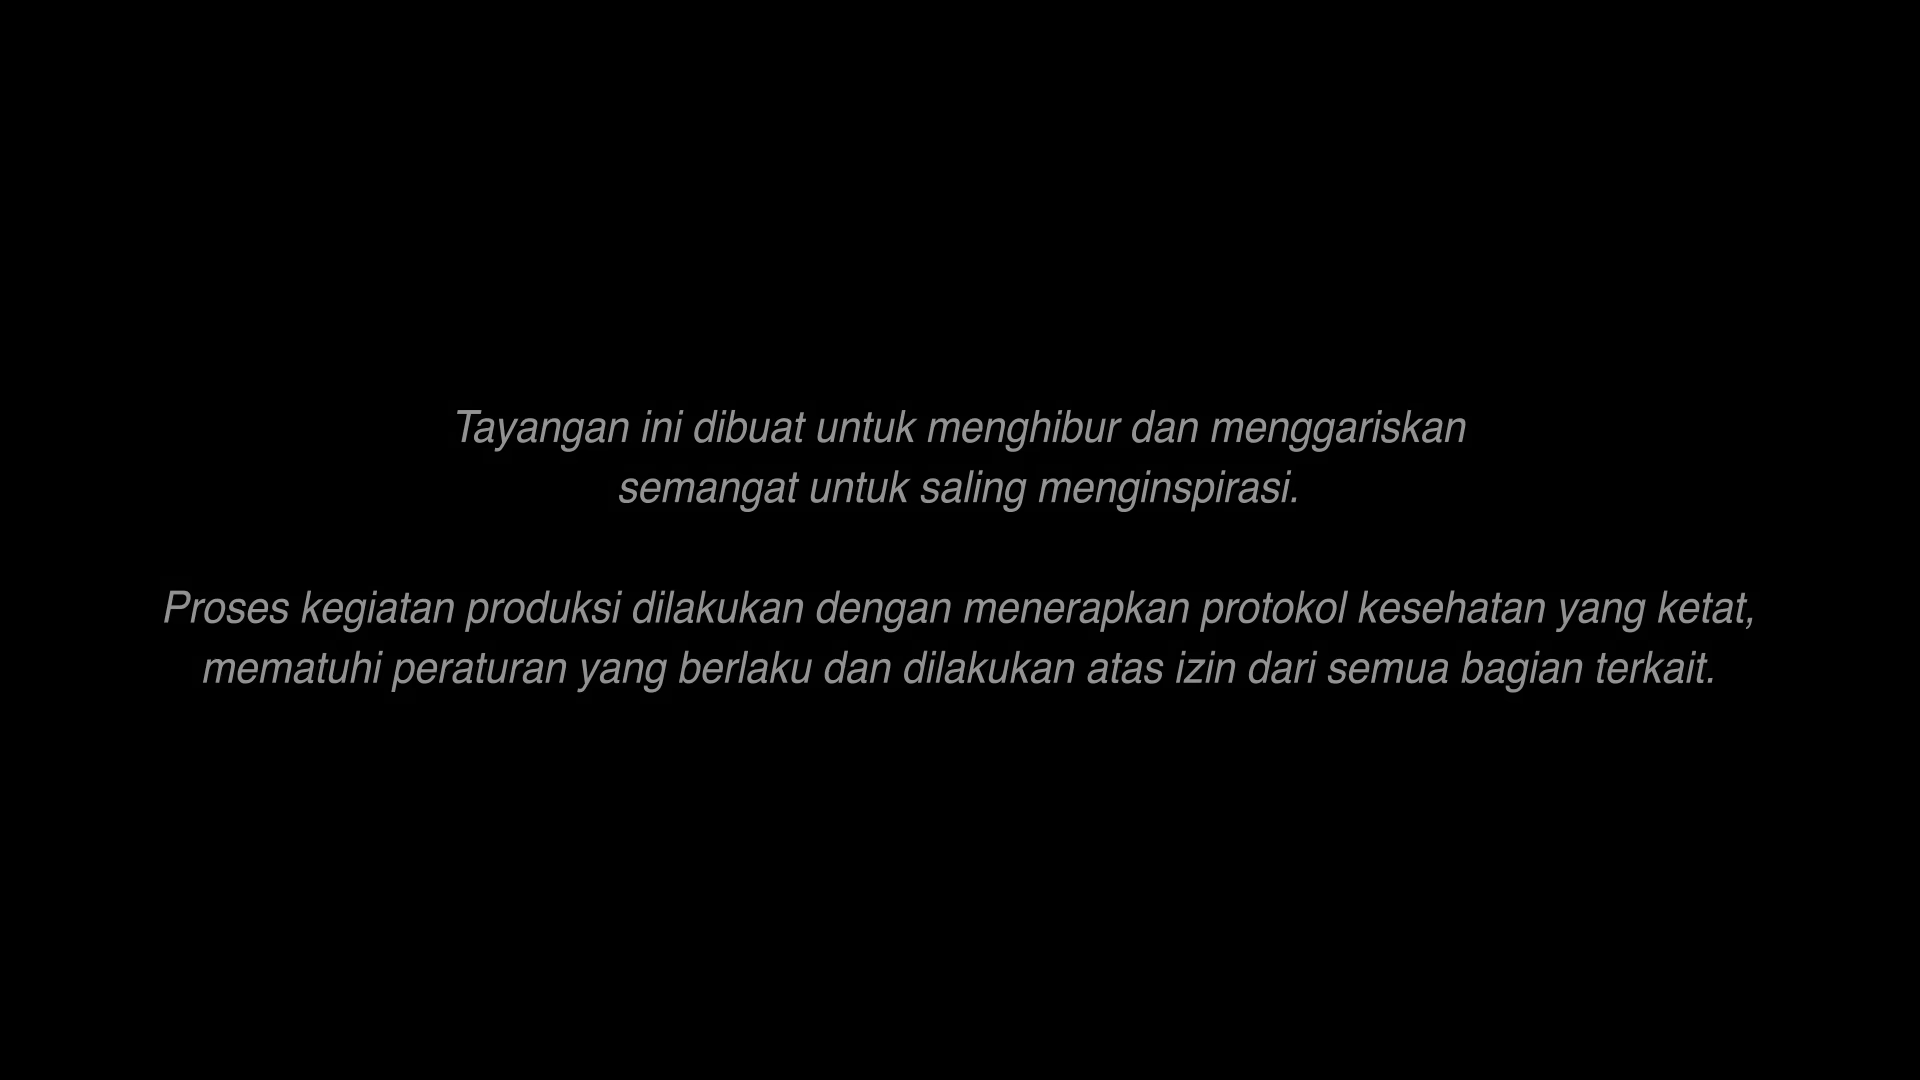 Tayangan ini dibuat untuk menghibur dan menggariskan
semangat untuk saling menginspirasi.
Proses kegiatan produksi dilakukan dengan menerapkan protokol kesehatan yang ketat,
mematuhi peraturan yang berlaku dan dilakukan atas izin dari semua bagian terkait.